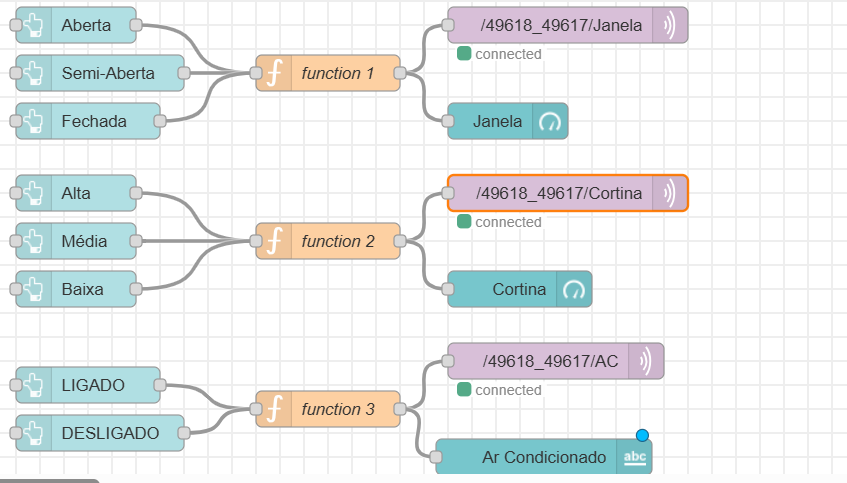 Aberta
/49618_49617/Janela
connected
Semi-Aberta
function 1
Fechada
Janela
Alta
/49618_49617/Cortina
connected
Média
function 2
Baixa
Cortina
/49618_49617/AC
connected
LIGADO
function 3
DESLIGADO
Ar Condicionado
abc